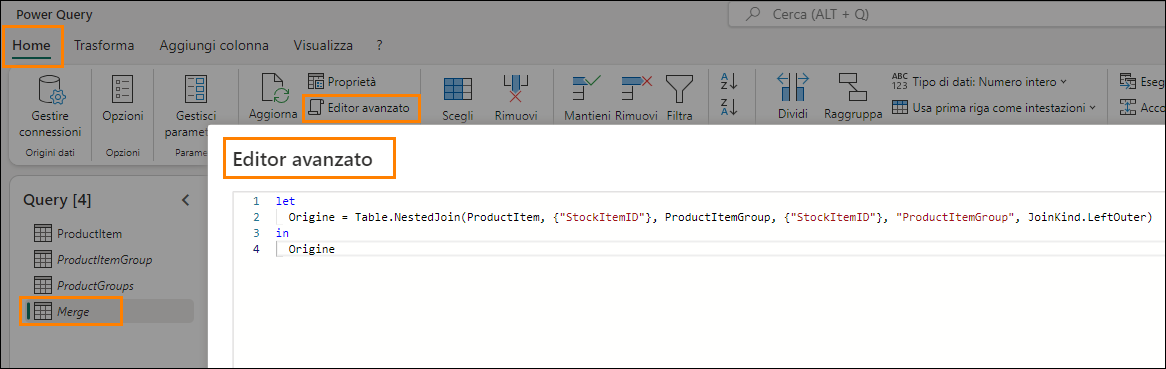 Power Query
Cerca (ALT + Q)
Home Trasforma Aggiungi colonna Visualizza ?
Gestire connessioni
Origini dati
Opzioni
Opzioni
Gestisci parame
Parame
Aggiorna
Proprietà
Editor avanzato
Scegli
Rimuovi
Mantieni
Rimuovi
Filtra
A
Z
Z
A
Dividi
Raggruppa
ABC
123
Tipo di dati: Numero intero
Usa prima riga come intestazioni
Eseg
Acco
Query [4]
ProductItem
ProductItemGroup
ProductGroups
Merge
Editor avanzato
1 let
2 Origine = Table.NestedJoin(ProductItem, {"StockItemID"}, ProductItemGroup, {"StockItemID"}, "ProductItemGroup", JoinKind.LeftOuter)
3 in
4 Origine